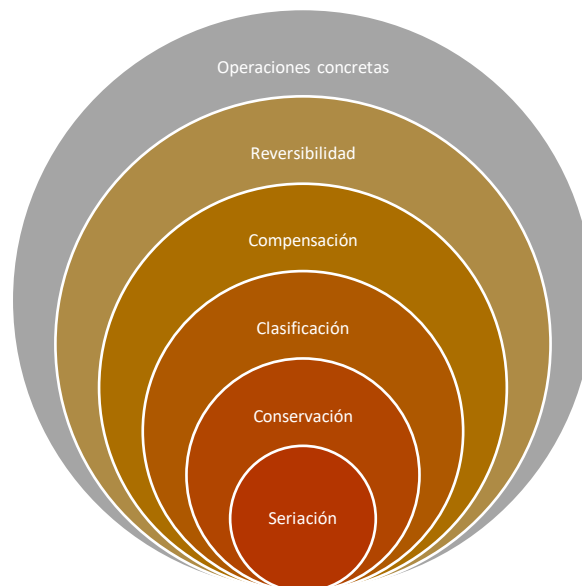 Operaciones concretas
Reversibilidad
Compensación
Clasificación
Conservación
Seriación